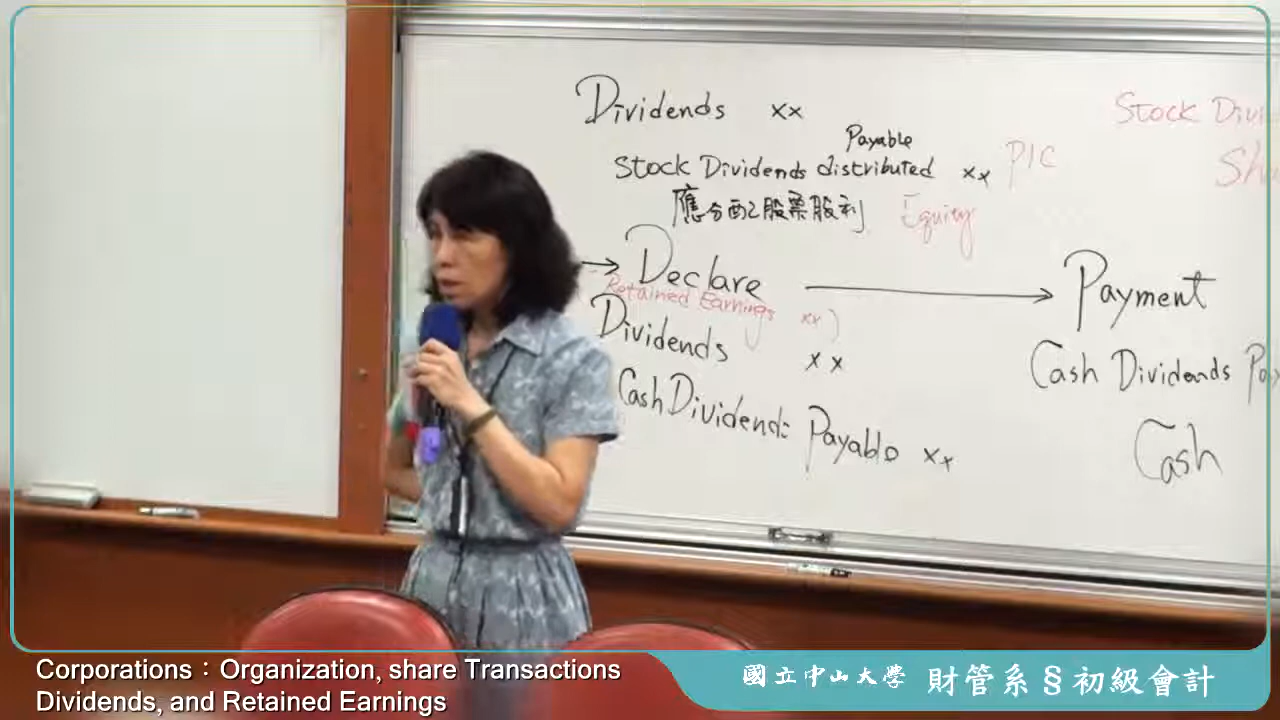 Dividends xx
Stock Divi
Payable
Stock Dividends distributed xx PIC
Sh
應分配股票股利 Equity
Declare
Payment
Retained Earnings xx)
Dividends xx
Cash Dividends Pay
Cash Dividends Payable xx
Cash
Corporations：Organization, share Transactions
Dividends, and Retained Earnings
國立中山大學 財管系§初級會計